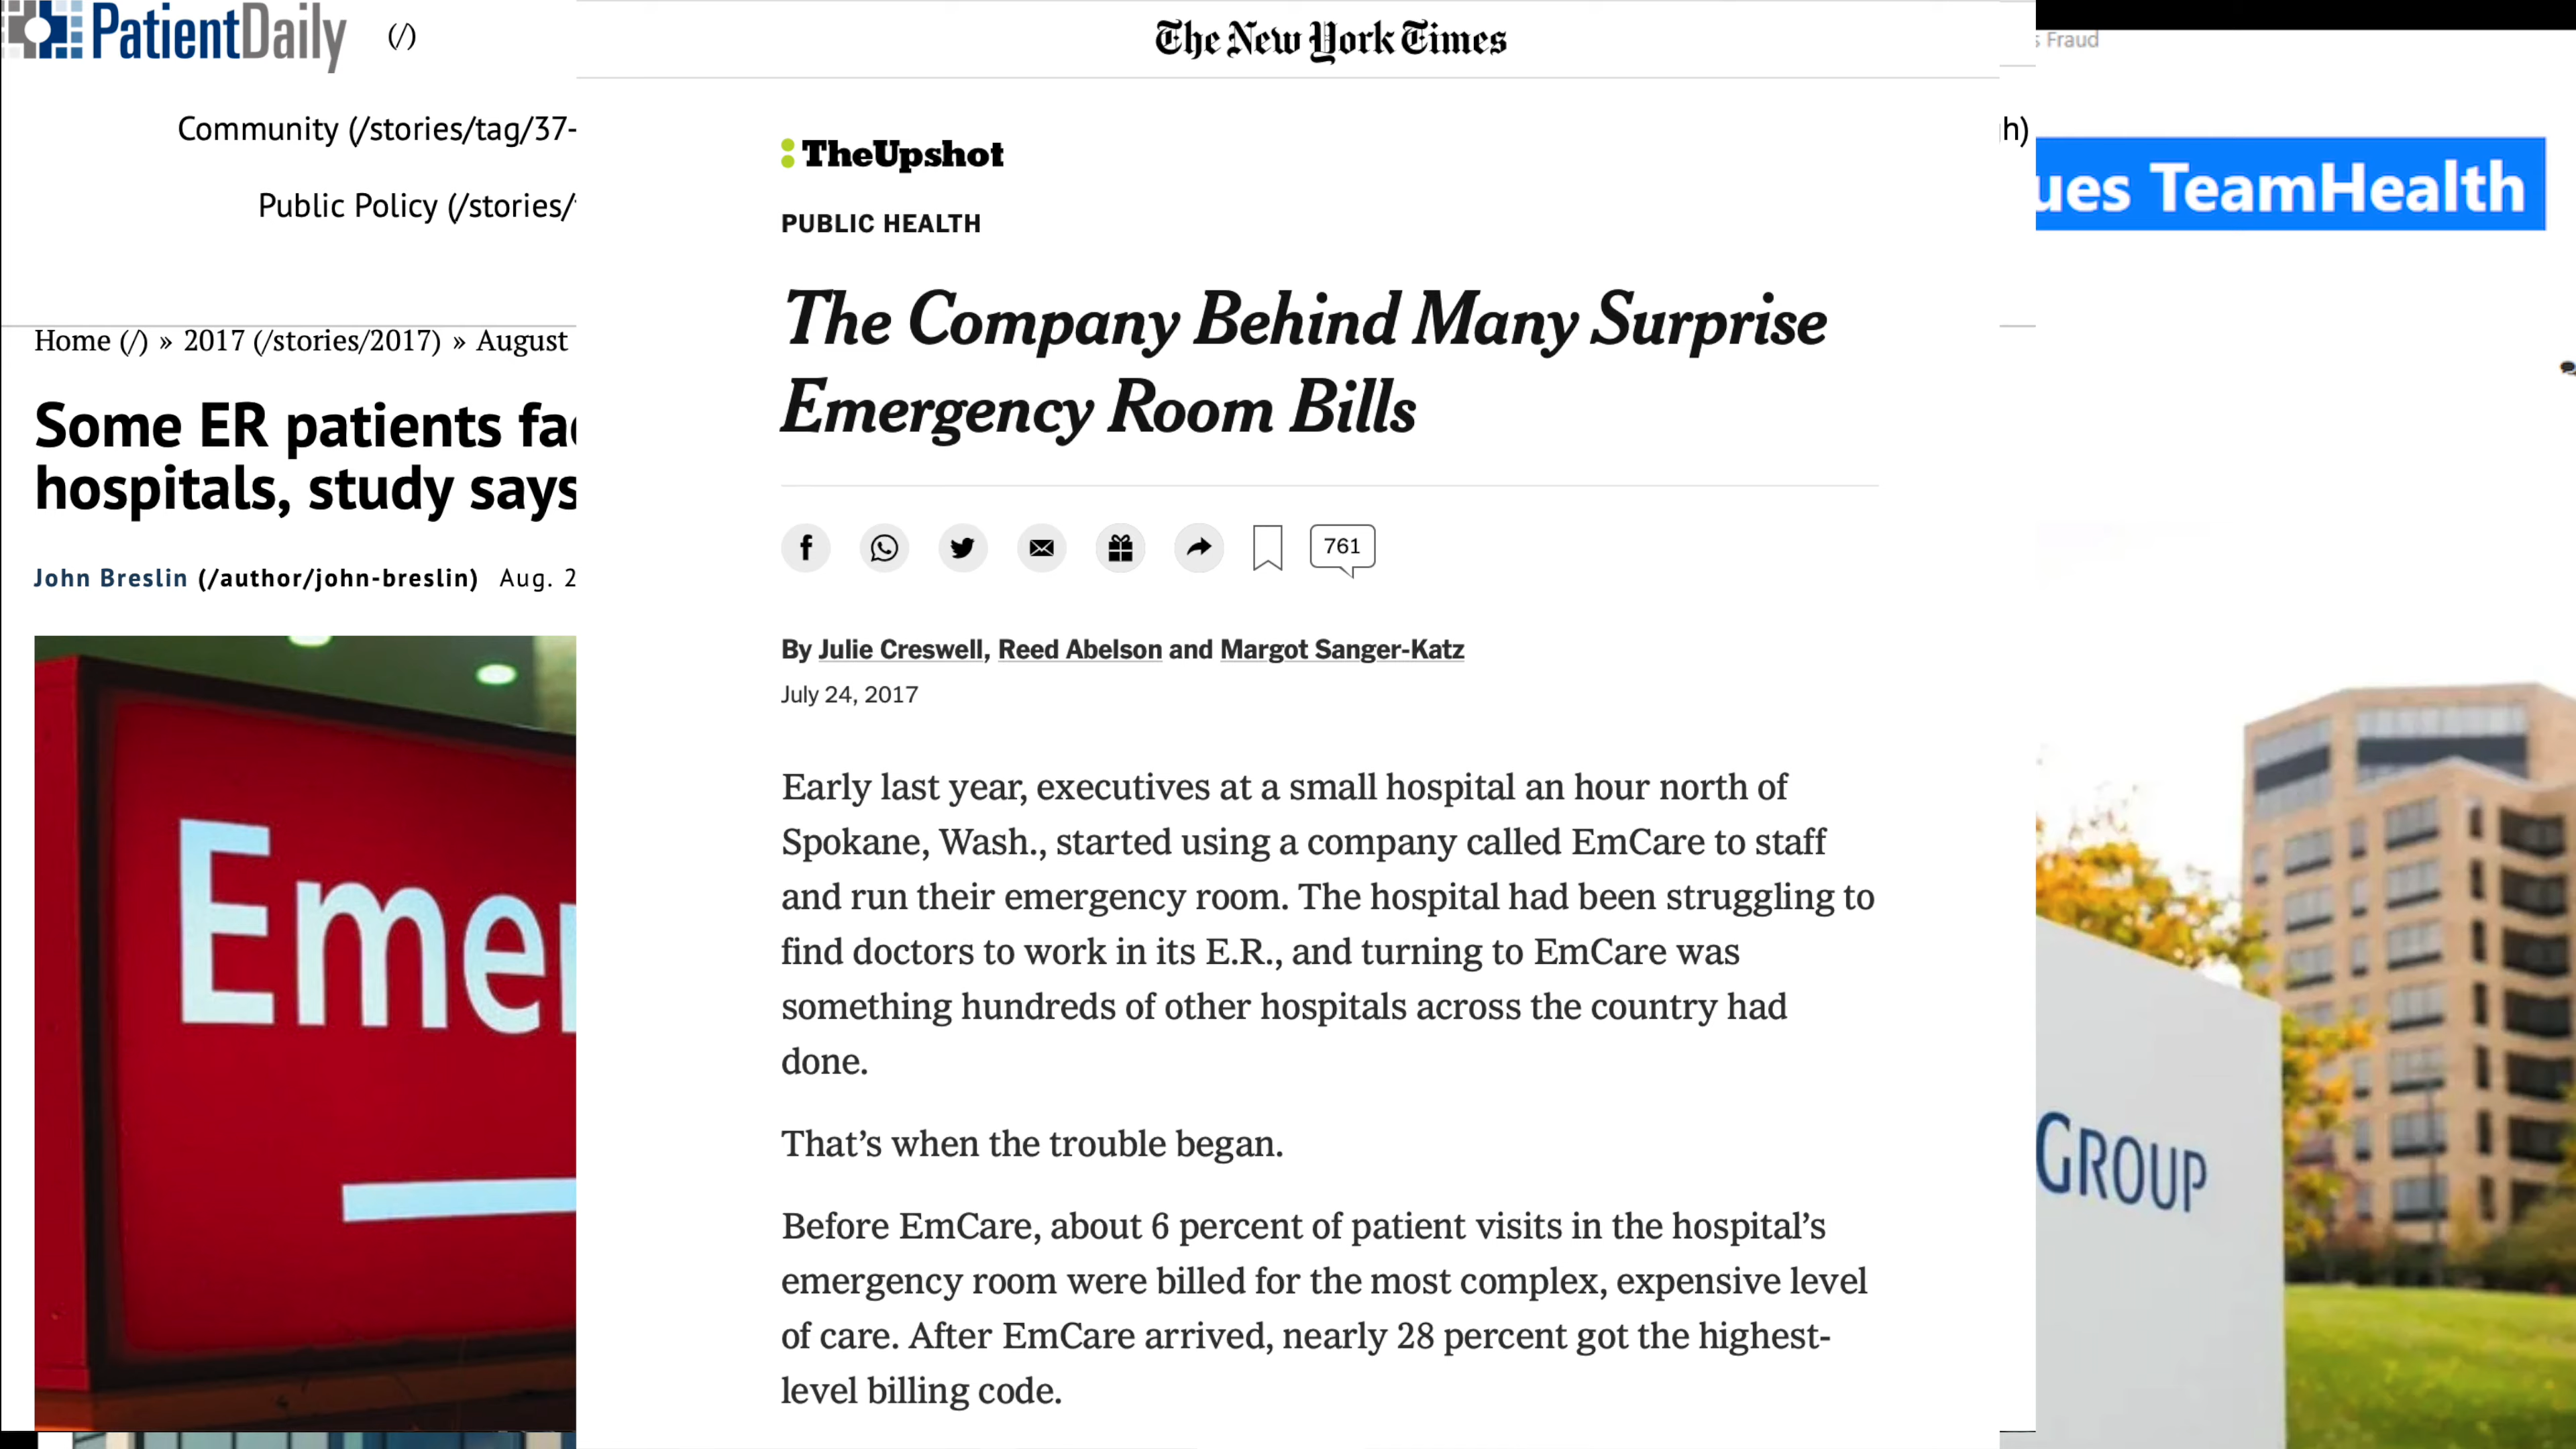 PatientDaily (/)
Community (/stories/tag/37-
Public Policy (/stories/
Home (/) » 2017 (/stories/2017) » August
Some ER patients
hospitals, study says
John Breslin (/author/john-breslin) Aug. 2
Emer
The New York Times
TheUpshot
PUBLIC HEALTH
The Company Behind Many Surprise
Emergency Room Bills
761
By Julie Creswell, Reed Abelson and Margot Sanger-Katz
July 24, 2017
Early last year, executives at a small hospital an hour north of
Spokane, Wash., started using a company called EmCare to staff
and run their emergency room. The hospital had been struggling to
find doctors to work in its E.R., and turning to EmCare was
something hundreds of other hospitals across the country had
done.
That’s when the trouble began.
Before EmCare, about 6 percent of patient visits in the hospital’s
emergency room were billed for the most complex, expensive level
of care. After EmCare arrived, nearly 28 percent got the highest-
level billing code.
h)
s Fraud
ues TeamHealth
GROUP